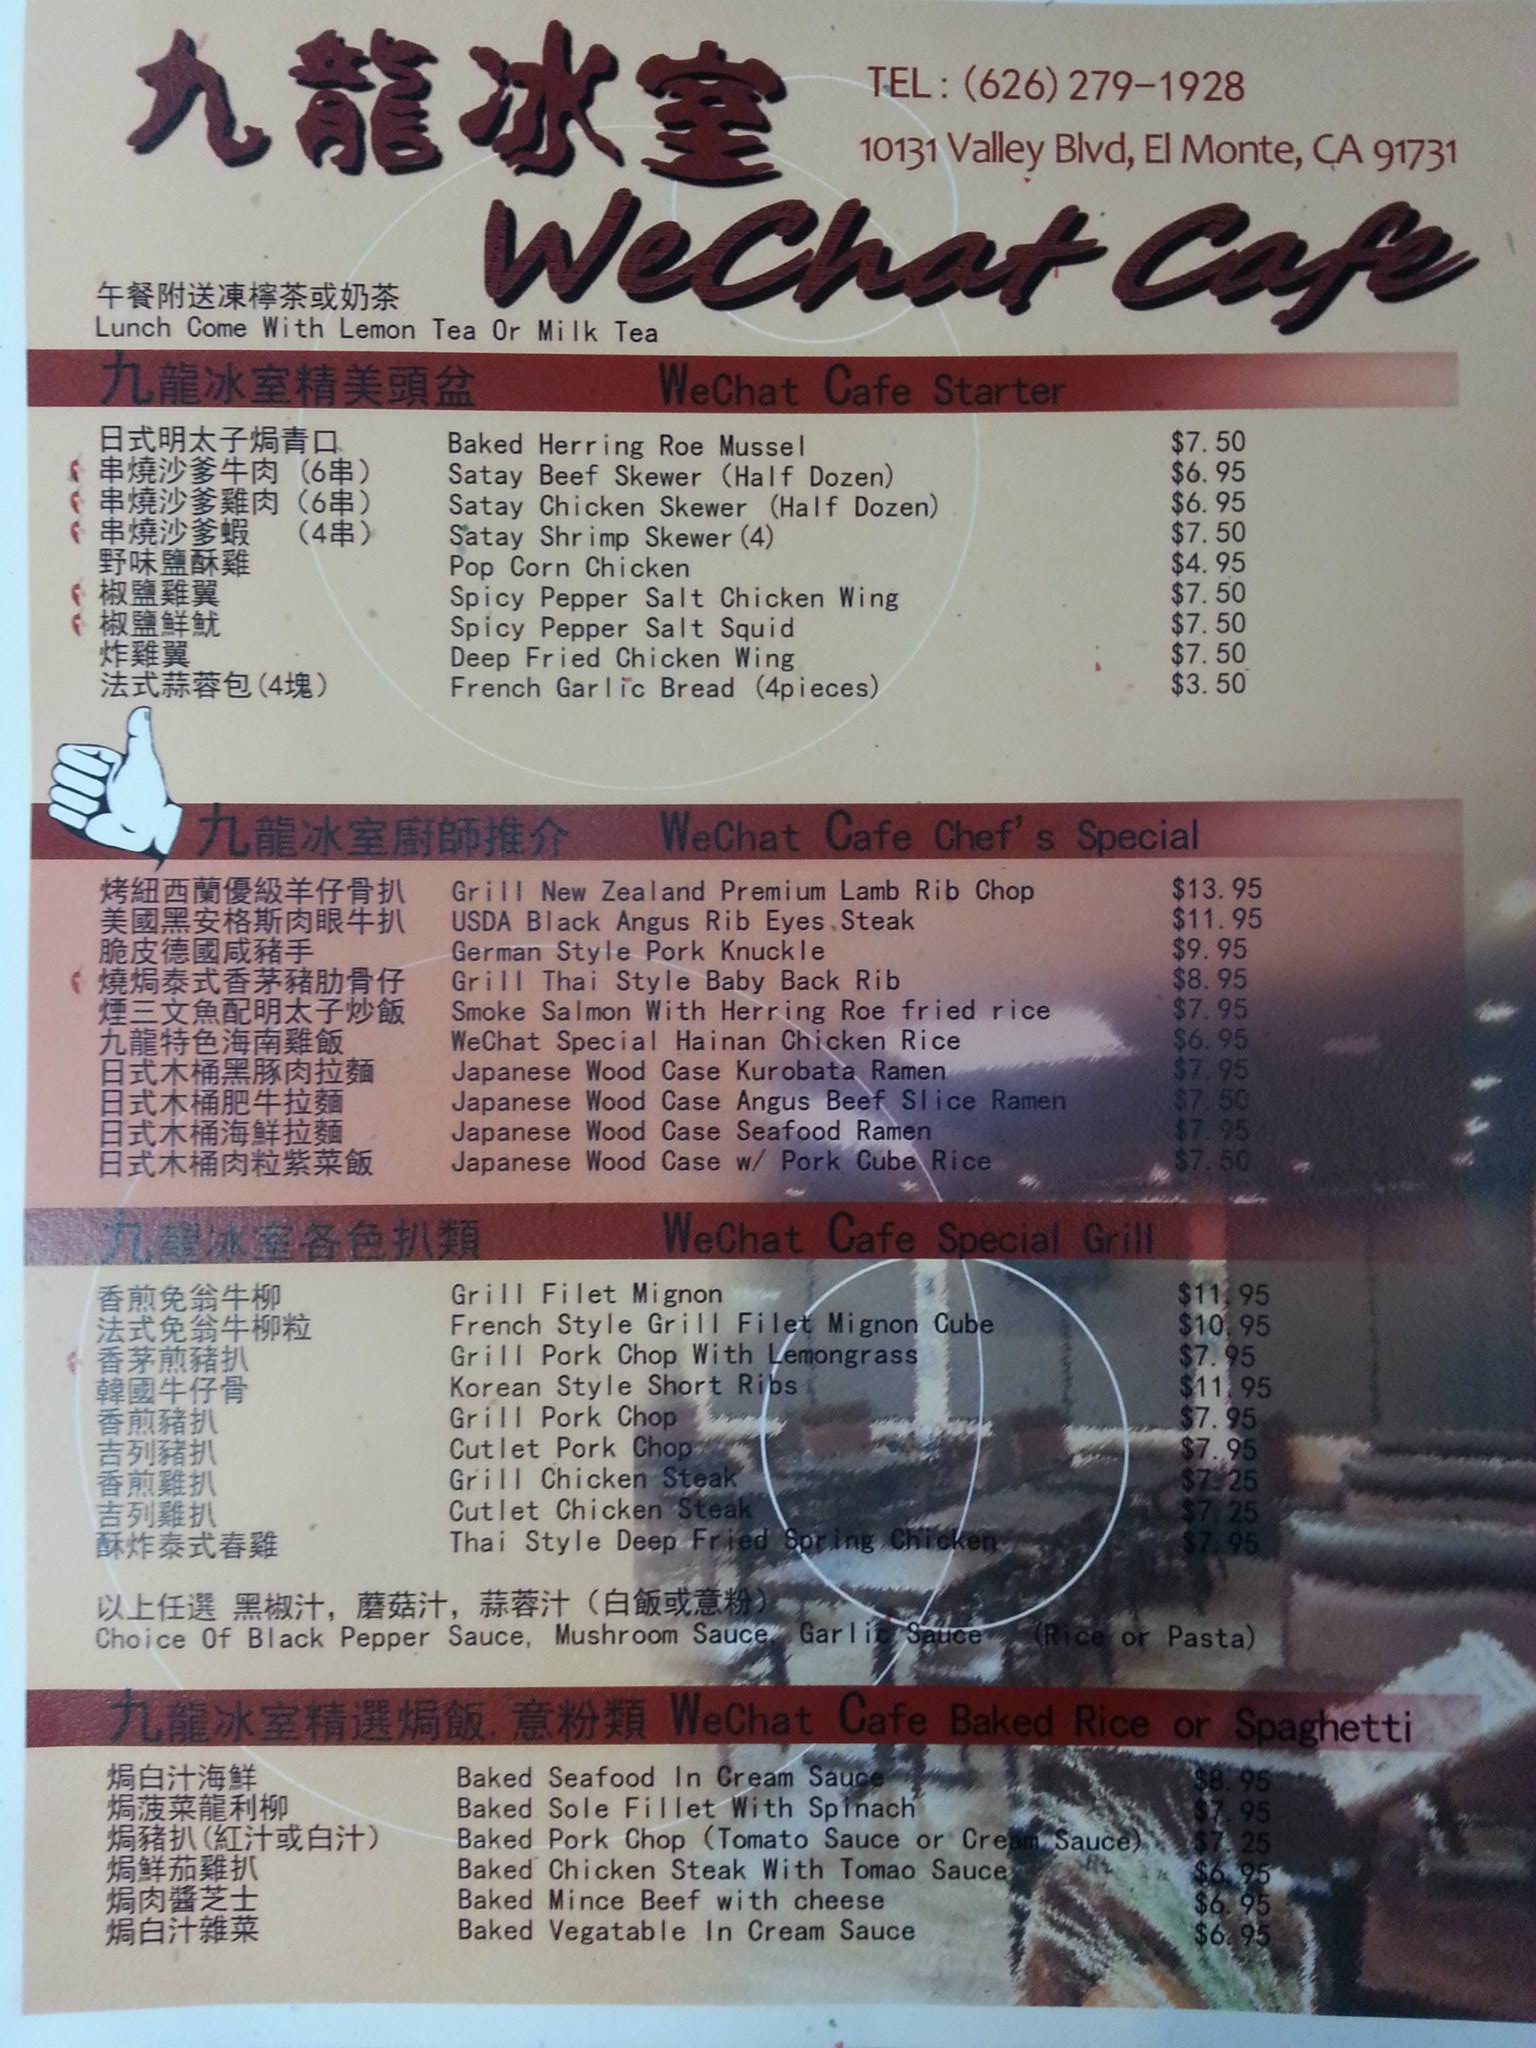 九龍冰室
TEL: (626) 279-1928
10131 Valley Blvd, El Monte, CA 91731
WeChat Cafe
午餐附送凍檸茶或奶茶
Lunch Come With Lemon Tea Or Milk Tea
九龍冰室精美頭盆 WeChat Cafe Starter
日式明太子焗青口 Baked Herring Roe Mussel $7.50
串燒沙爹牛肉 (6串) Satay Beef Skewer (Half Dozen) $6.95
串燒沙爹雞肉 (6串) Satay Chicken Skewer (Half Dozen) $6.95
串燒沙爹蝦 (4串) Satay Shrimp Skewer(4) $7.50
野味鹽酥雞 Pop Corn Chicken $4.95
椒鹽雞翼 Spicy Pepper Salt Chicken Wing $7.50
椒鹽鮮魷 Spicy Pepper Salt Squid $7.50
炸雞翼 Deep Fried Chicken Wing $7.50
法式蒜蓉包(4塊) French Garlic Bread (4pieces) $3.50
九龍冰室廚師推介 WeChat Cafe Chef's Special
烤紐西蘭優級羊仔骨扒 Grill New Zealand Premium Lamb Rib Chop $13.95
美國黑安格斯肉眼牛扒 USDA Black Angus Rib Eyes Steak $11.95
脆皮德國咸豬手 German Style Pork Knuckle $9.95
燒焗泰式香茅豬肋骨仔 Grill Thai Style Baby Back Rib $8.95
煙三文魚配明太子炒飯 Smoke Salmon With Herring Roe fried rice $7.95
九龍特色海南雞飯 WeChat Special Hainan Chicken Rice $6.95
日式木桶黑豚肉拉麵 Japanese Wood Case Kurobata Ramen $7.95
日式木桶肥牛拉麵 Japanese Wood Case Angus Beef Slice Ramen $7.50
日式木桶海鮮拉麵 Japanese Wood Case Seafood Ramen $7.95
日式木桶肉粒紫菜飯 Japanese Wood Case w/ Pork Cube Rice $7.50
九龍冰室各色扒類 WeChat Cafe Special Grill
香煎免翁牛柳 Grill Filet Mignon $11.95
法式免翁牛柳粒 French Style Grill Filet Mignon Cube $10.95
香茅煎豬扒 Grill Pork Chop With Lemongrass $7.95
韓國牛仔骨 Korean Style Short Ribs $11.95
香煎豬扒 Grill Pork Chop $7.95
吉列豬扒 Cutlet Pork Chop $7.95
香煎雞扒 Grill Chicken Steak $7.25
吉列雞扒 Cutlet Chicken Steak $7.25
酥炸泰式春雞 Thai Style Deep Fried Spring Chicken $7.95
以上任選 黑椒汁, 蘑菇汁, 蒜蓉汁 (白飯或意粉)
Choice Of Black Pepper Sauce, Mushroom Sauce, Garlic Sauce (Rice or Pasta)
九龍冰室精選焗飯.意粉類 WeChat Cafe Baked Rice or Spaghetti
焗白汁海鮮 Baked Seafood In Cream Sauce $8.95
焗菠菜龍利柳 Baked Sole Fillet With Spinach $7.95
焗豬扒(紅汁或白汁) Baked Pork Chop (Tomato Sauce or Cream Sauce) $7.25
焗鮮茄雞扒 Baked Chicken Steak With Tomao Sauce $6.95
焗肉醬芝士 Baked Mince Beef with cheese $6.95
焗白汁雜菜 Baked Vegatable In Cream Sauce $6.95